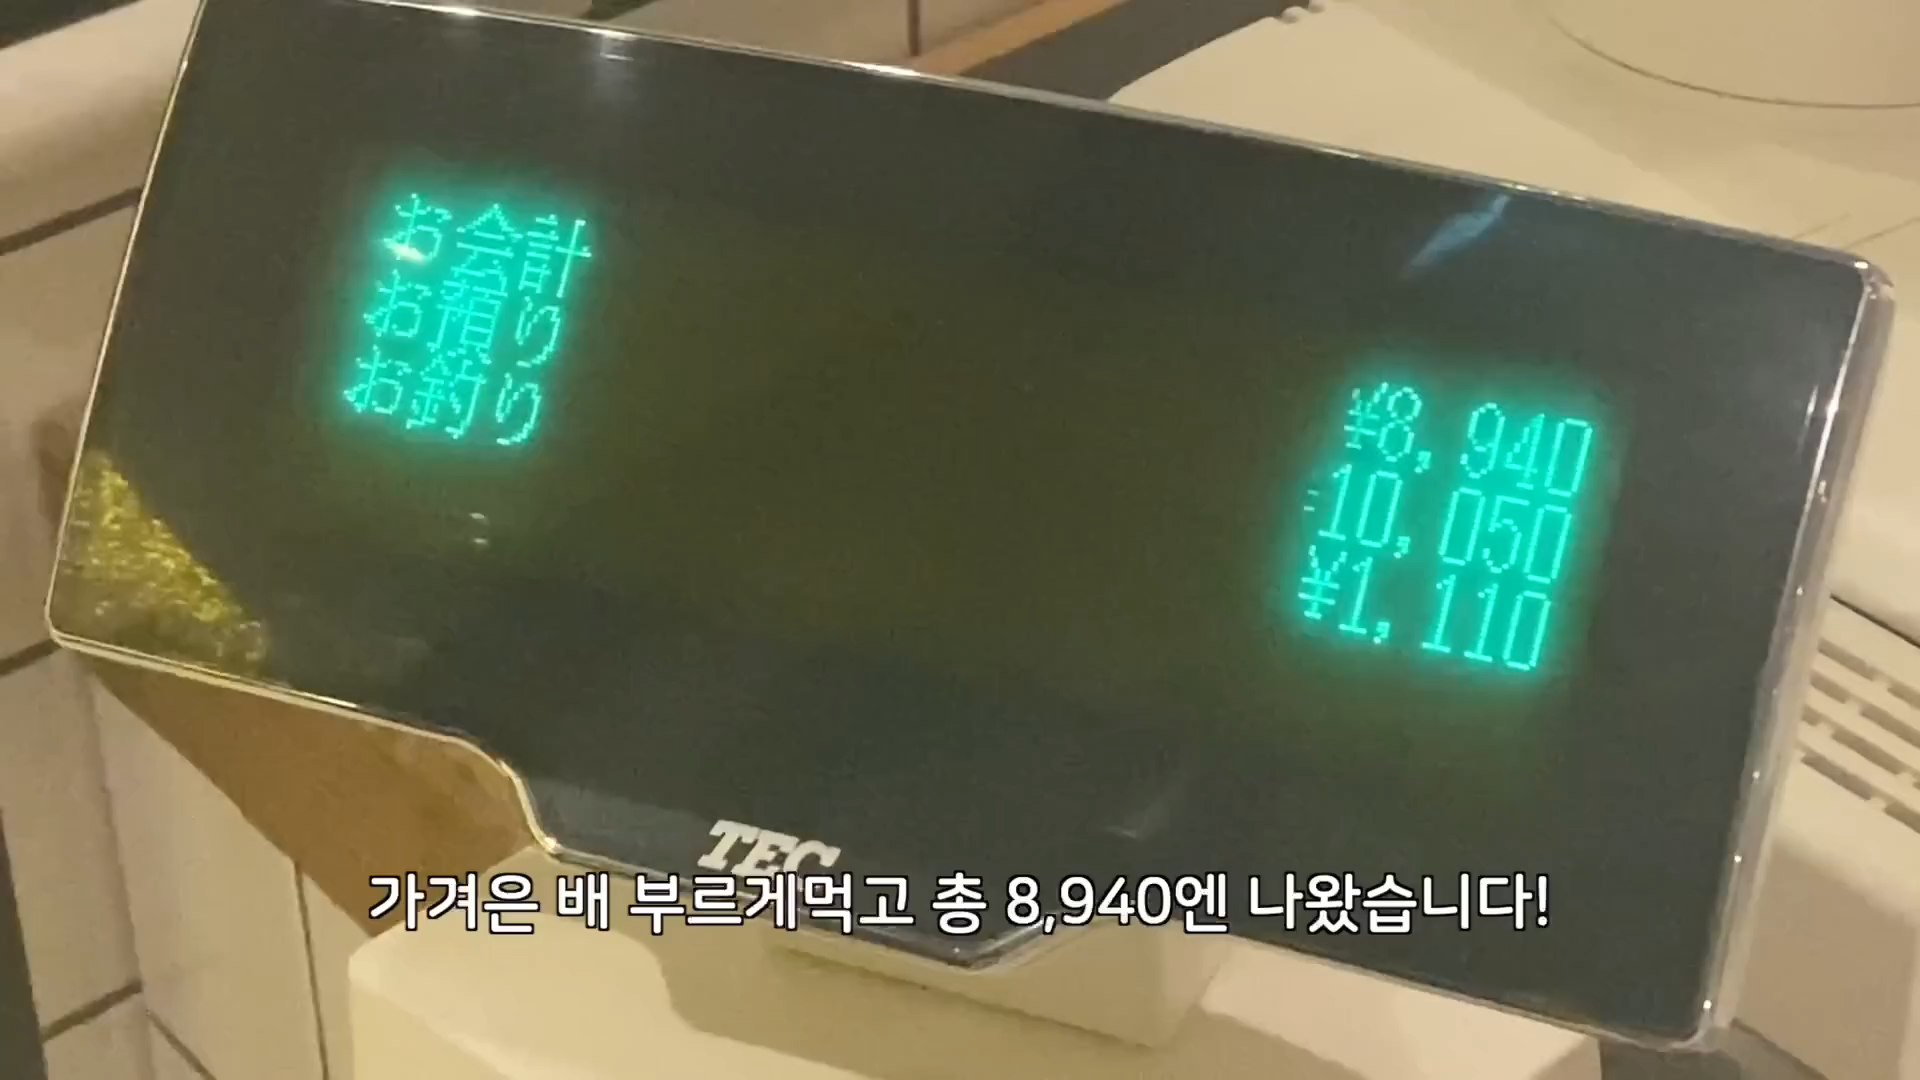 お会計 ¥8,940
お預り 10,050
お釣り ¥1,110
TEC
가겨은 배 부르게먹고 총 8,940엔 나왔습니다!